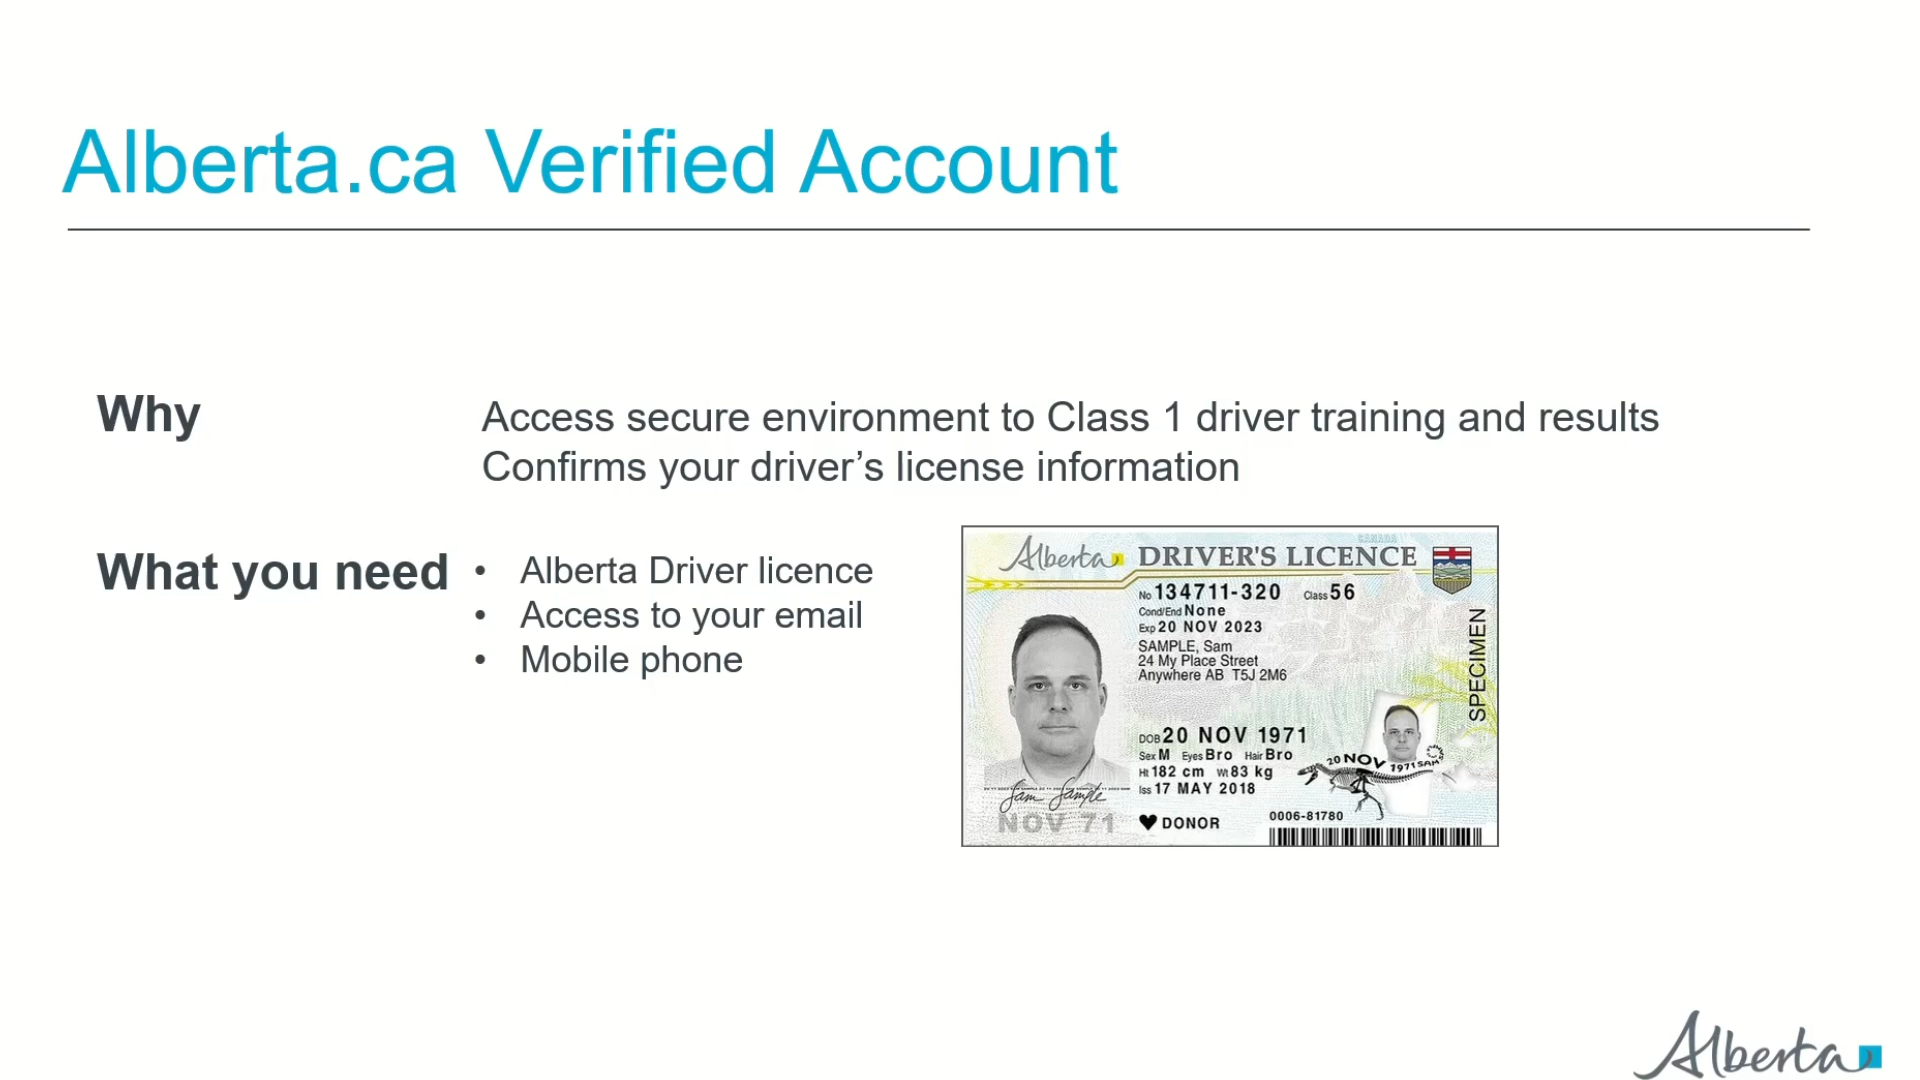 Alberta.ca Verified Account
Why
Access secure environment to Class 1 driver training and results
Confirms your driver’s license information
What you need
• Alberta Driver licence
• Access to your email
• Mobile phone
CANADA
Alberta DRIVER'S LICENCE
No 134711-320 Class 56
Cond/End None
Exp 20 NOV 2023
SAMPLE, Sam
24 My Place Street
Anywhere AB T5J 2M6
SPECIMEN
DOB 20 NOV 1971
Sex M Eyes Bro Hair Bro
Ht 182 cm Wt 83 kg
Iss 17 MAY 2018
20 NOV 1971 SAM
Sam Sample
NOV 71
DONOR
0006-81780
Alberta